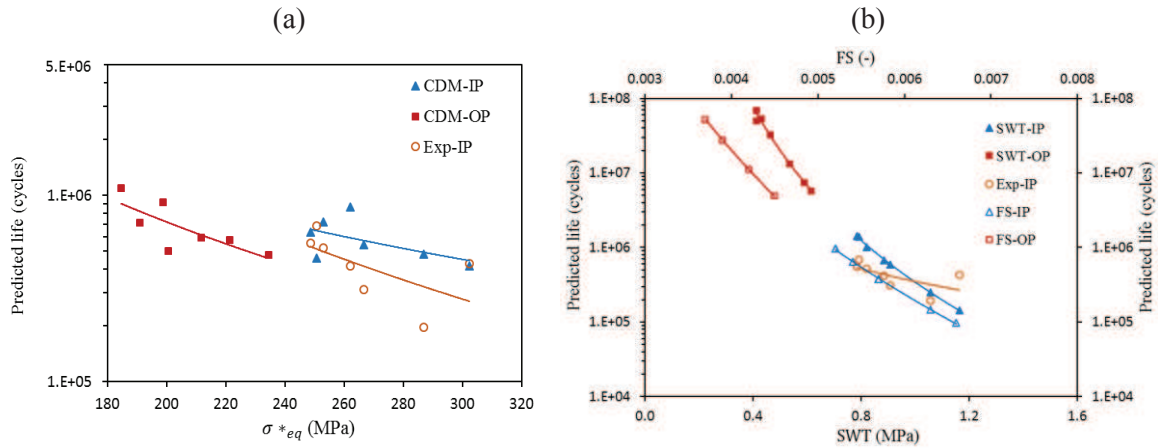 (a)
5.E+06
1.E+06
1.E+05
Predicted life (cycles)
CDM-IP
CDM-OP
Exp-IP
180 200 220 240 260 280 300 320
σ *eq (MPa)
(b)
FS (-)
0.003 0.004 0.005 0.006 0.007 0.008
1.E+08
1.E+07
1.E+06
1.E+05
1.E+04
Predicted life (cycles)
SWT-IP
SWT-OP
Exp-IP
FS-IP
FS-OP
1.E+08
1.E+07
1.E+06
1.E+05
1.E+04
Predicted life (cycles)
0.0 0.4 0.8 1.2 1.6
SWT (MPa)